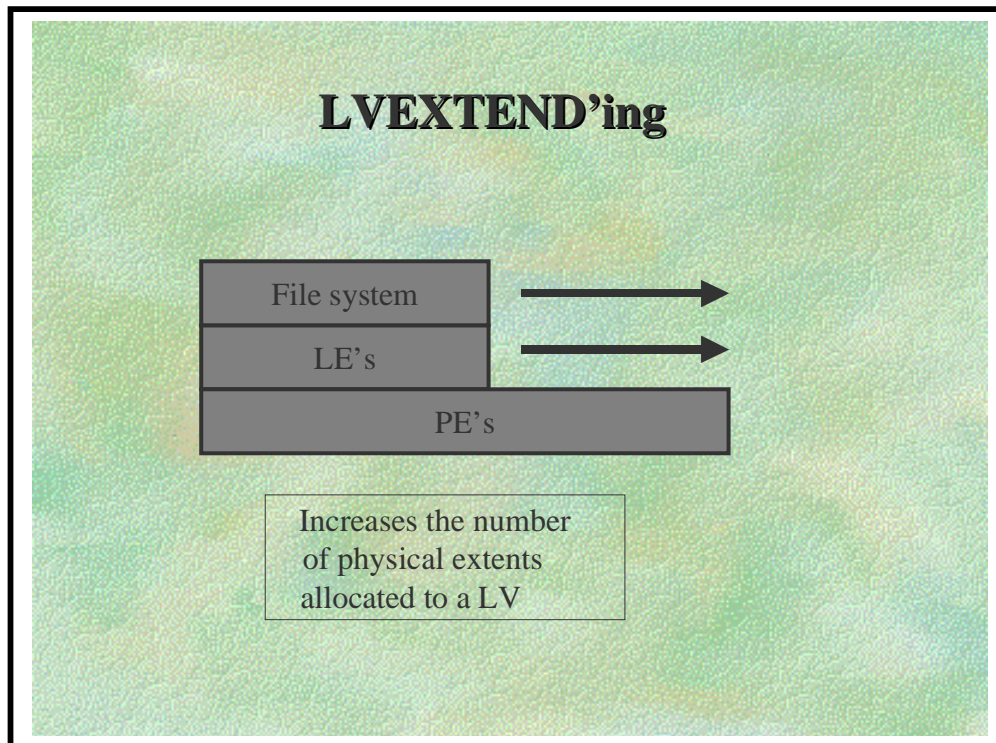 LVEXTEND’ing
File system
LE’s
PE’s
Increases the number
of physical extents
allocated to a LV